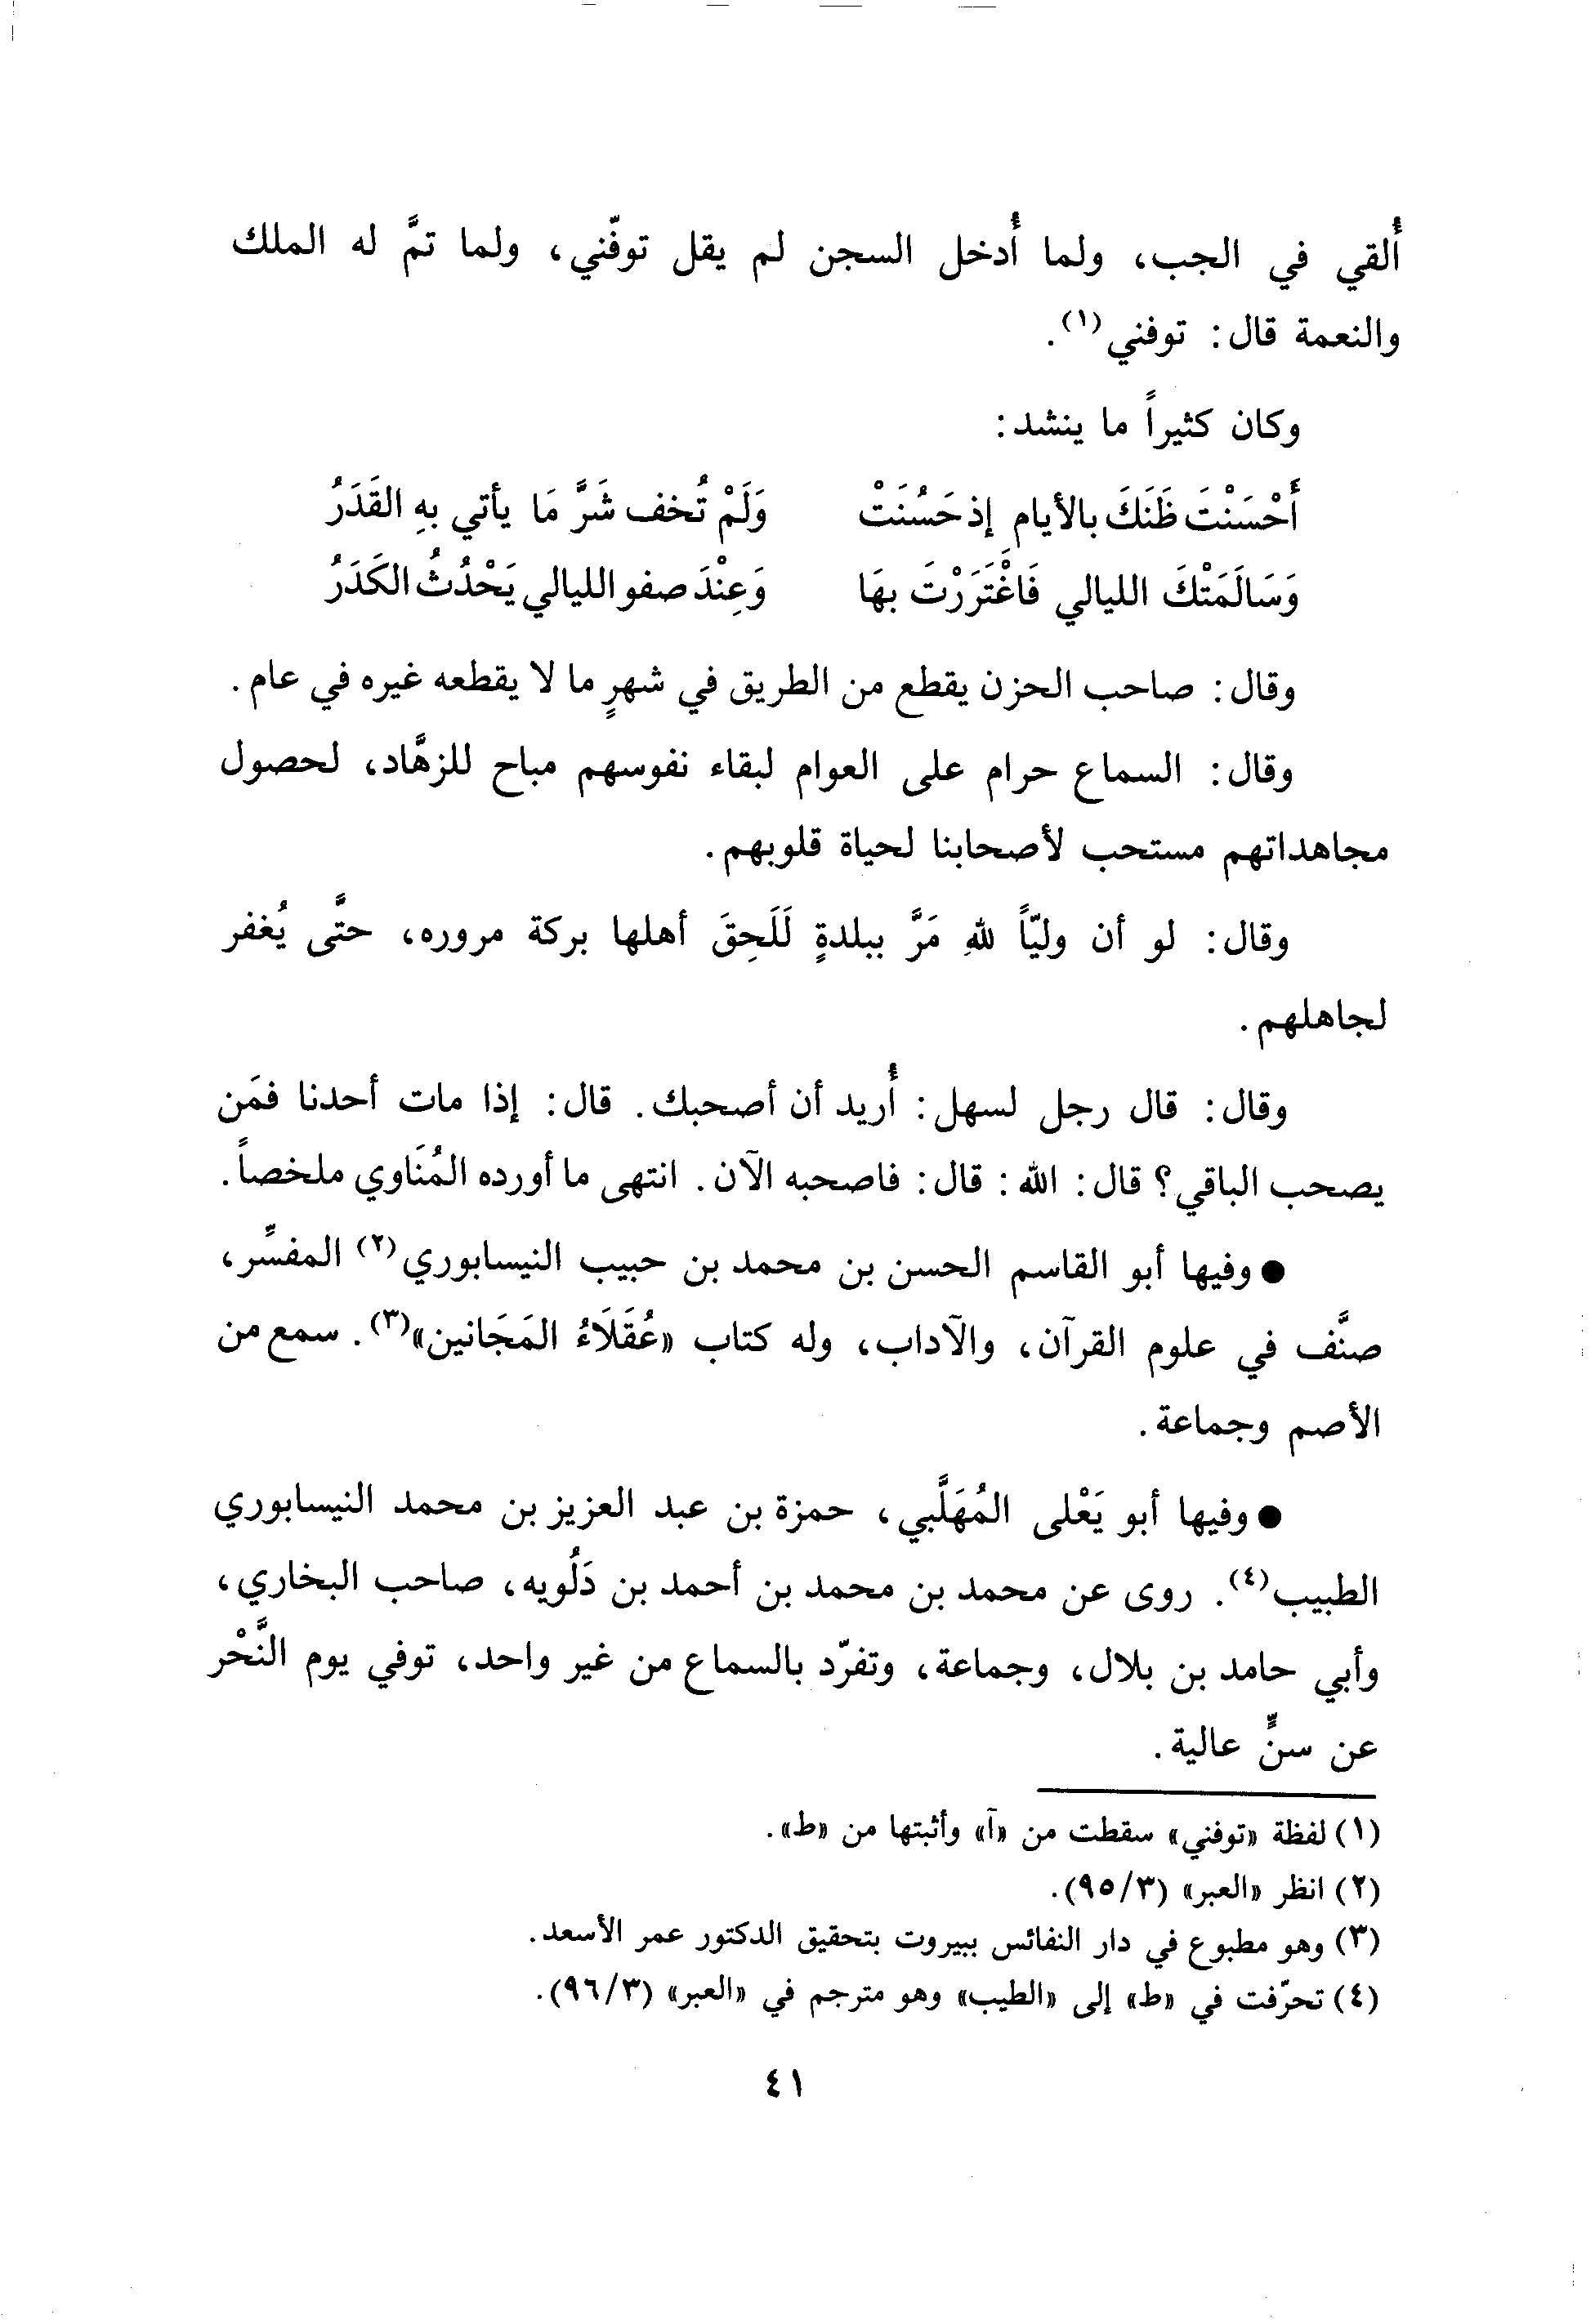 أُلقي في الجب، ولما أُدخل السجن لم يقل توفّني، ولما تمَّ له الملك
والنعمة قال: توفني(١).
وكان كثيراً ما ينشد:
أَحْسَنْتَ ظَنَكَ بالأيام إذ حَسُنَتْ وَلَمْ تُخف شَرَّ مَا يأتي بهِ القَدَرُ
وَسَالَمَتْكَ الليالي فَاغْتَرَرْتَ بهَا وَعِنْدَ صفو الليالي يَحْدُثُ الكَدَرُ
وقال: صاحب الحزن يقطع من الطريق في شهرٍ ما لا يقطعه غيره في عام.
وقال: السماع حرام على العوام لبقاء نفوسهم مباح للزهَّاد، لحصول
مجاهداتهم مستحب لأصحابنا لحياة قلوبهم.
وقال: لو أن وليّاً للهِ مَرَّ ببلدةٍ لَلَحِقَ أهلها بركة مروره، حتَّى يُغفر
لجاهلهم.
وقال: قال رجل لسهل: أُريد أن أصحبك. قال: إذا مات أحدنا فمَن
يصحب الباقي؟ قال: الله: قال: فاصحبه الآن. انتهى ما أورده المُنَاوي ملخصاً.
● وفيها أبو القاسم الحسن بن محمد بن حبيب النيسابوري(٢) المفسِّر،
صنَّف في علوم القرآن، والآداب، وله كتاب «عُقَلَاءُ المَجَانين»(٣). سمع من
الأصم وجماعة.
● وفيها أبو يَعْلى المُهَلَّبي، حمزة بن عبد العزيز بن محمد النيسابوري
الطبيب(٤). روى عن محمد بن محمد بن أحمد بن دَلُويه، صاحب البخاري،
وأبي حامد بن بلال، وجماعة، وتفرّد بالسماع من غير واحد، توفي يوم النَّحْر
عن سنٍّ عالية.
(١) لفظة «توفني» سقطت من «آ» وأثبتها من «ط».
(٢) انظر «العبر» (٩٥/٣).
(٣) وهو مطبوع في دار النفائس ببيروت بتحقيق الدكتور عمر الأسعد.
(٤) تحرّفت في «ط» إلى «الطيب» وهو مترجم في «العبر» (٩٦/٣).
٤١